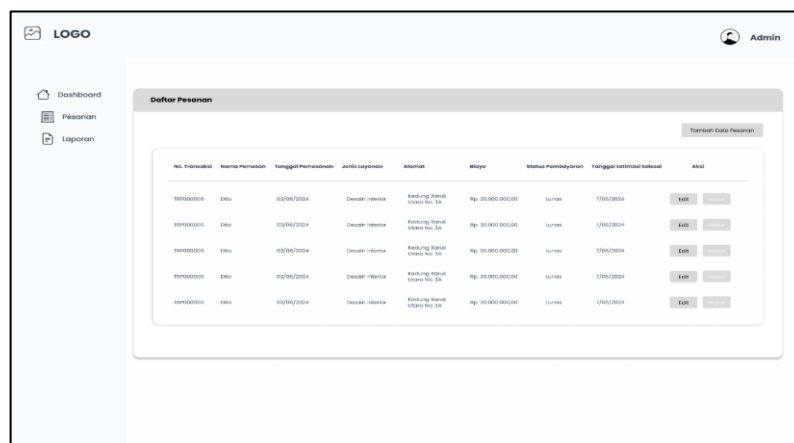 LOGO
Admin
Dashboard
Pesanan
Laporan
Daftar Pesanan
Tambah Data Pesanan
No. Transaksi Nama Pemesan Tanggal Pemesanan Jenis Layanan Alamat Biaya Status Pembayaran Tanggal Estimasi Selesai Aksi
TRP000005 Dito 03/06/2024 Desain Interior Kedung Baruk Utara No. 3A Rp. 30.000.000,00 Lunas 7/06/2024 Edit
TRP000005 Dito 03/06/2024 Desain Interior Kedung Baruk Utara No. 3A Rp. 30.000.000,00 Lunas 7/06/2024 Edit
TRP000005 Dito 03/06/2024 Desain Interior Kedung Baruk Utara No. 3A Rp. 30.000.000,00 Lunas 7/06/2024 Edit
TRP000005 Dito 03/06/2024 Desain Interior Kedung Baruk Utara No. 3A Rp. 30.000.000,00 Lunas 7/06/2024 Edit
TRP000005 Dito 03/06/2024 Desain Interior Kedung Baruk Utara No. 3A Rp. 30.000.000,00 Lunas 7/06/2024 Edit